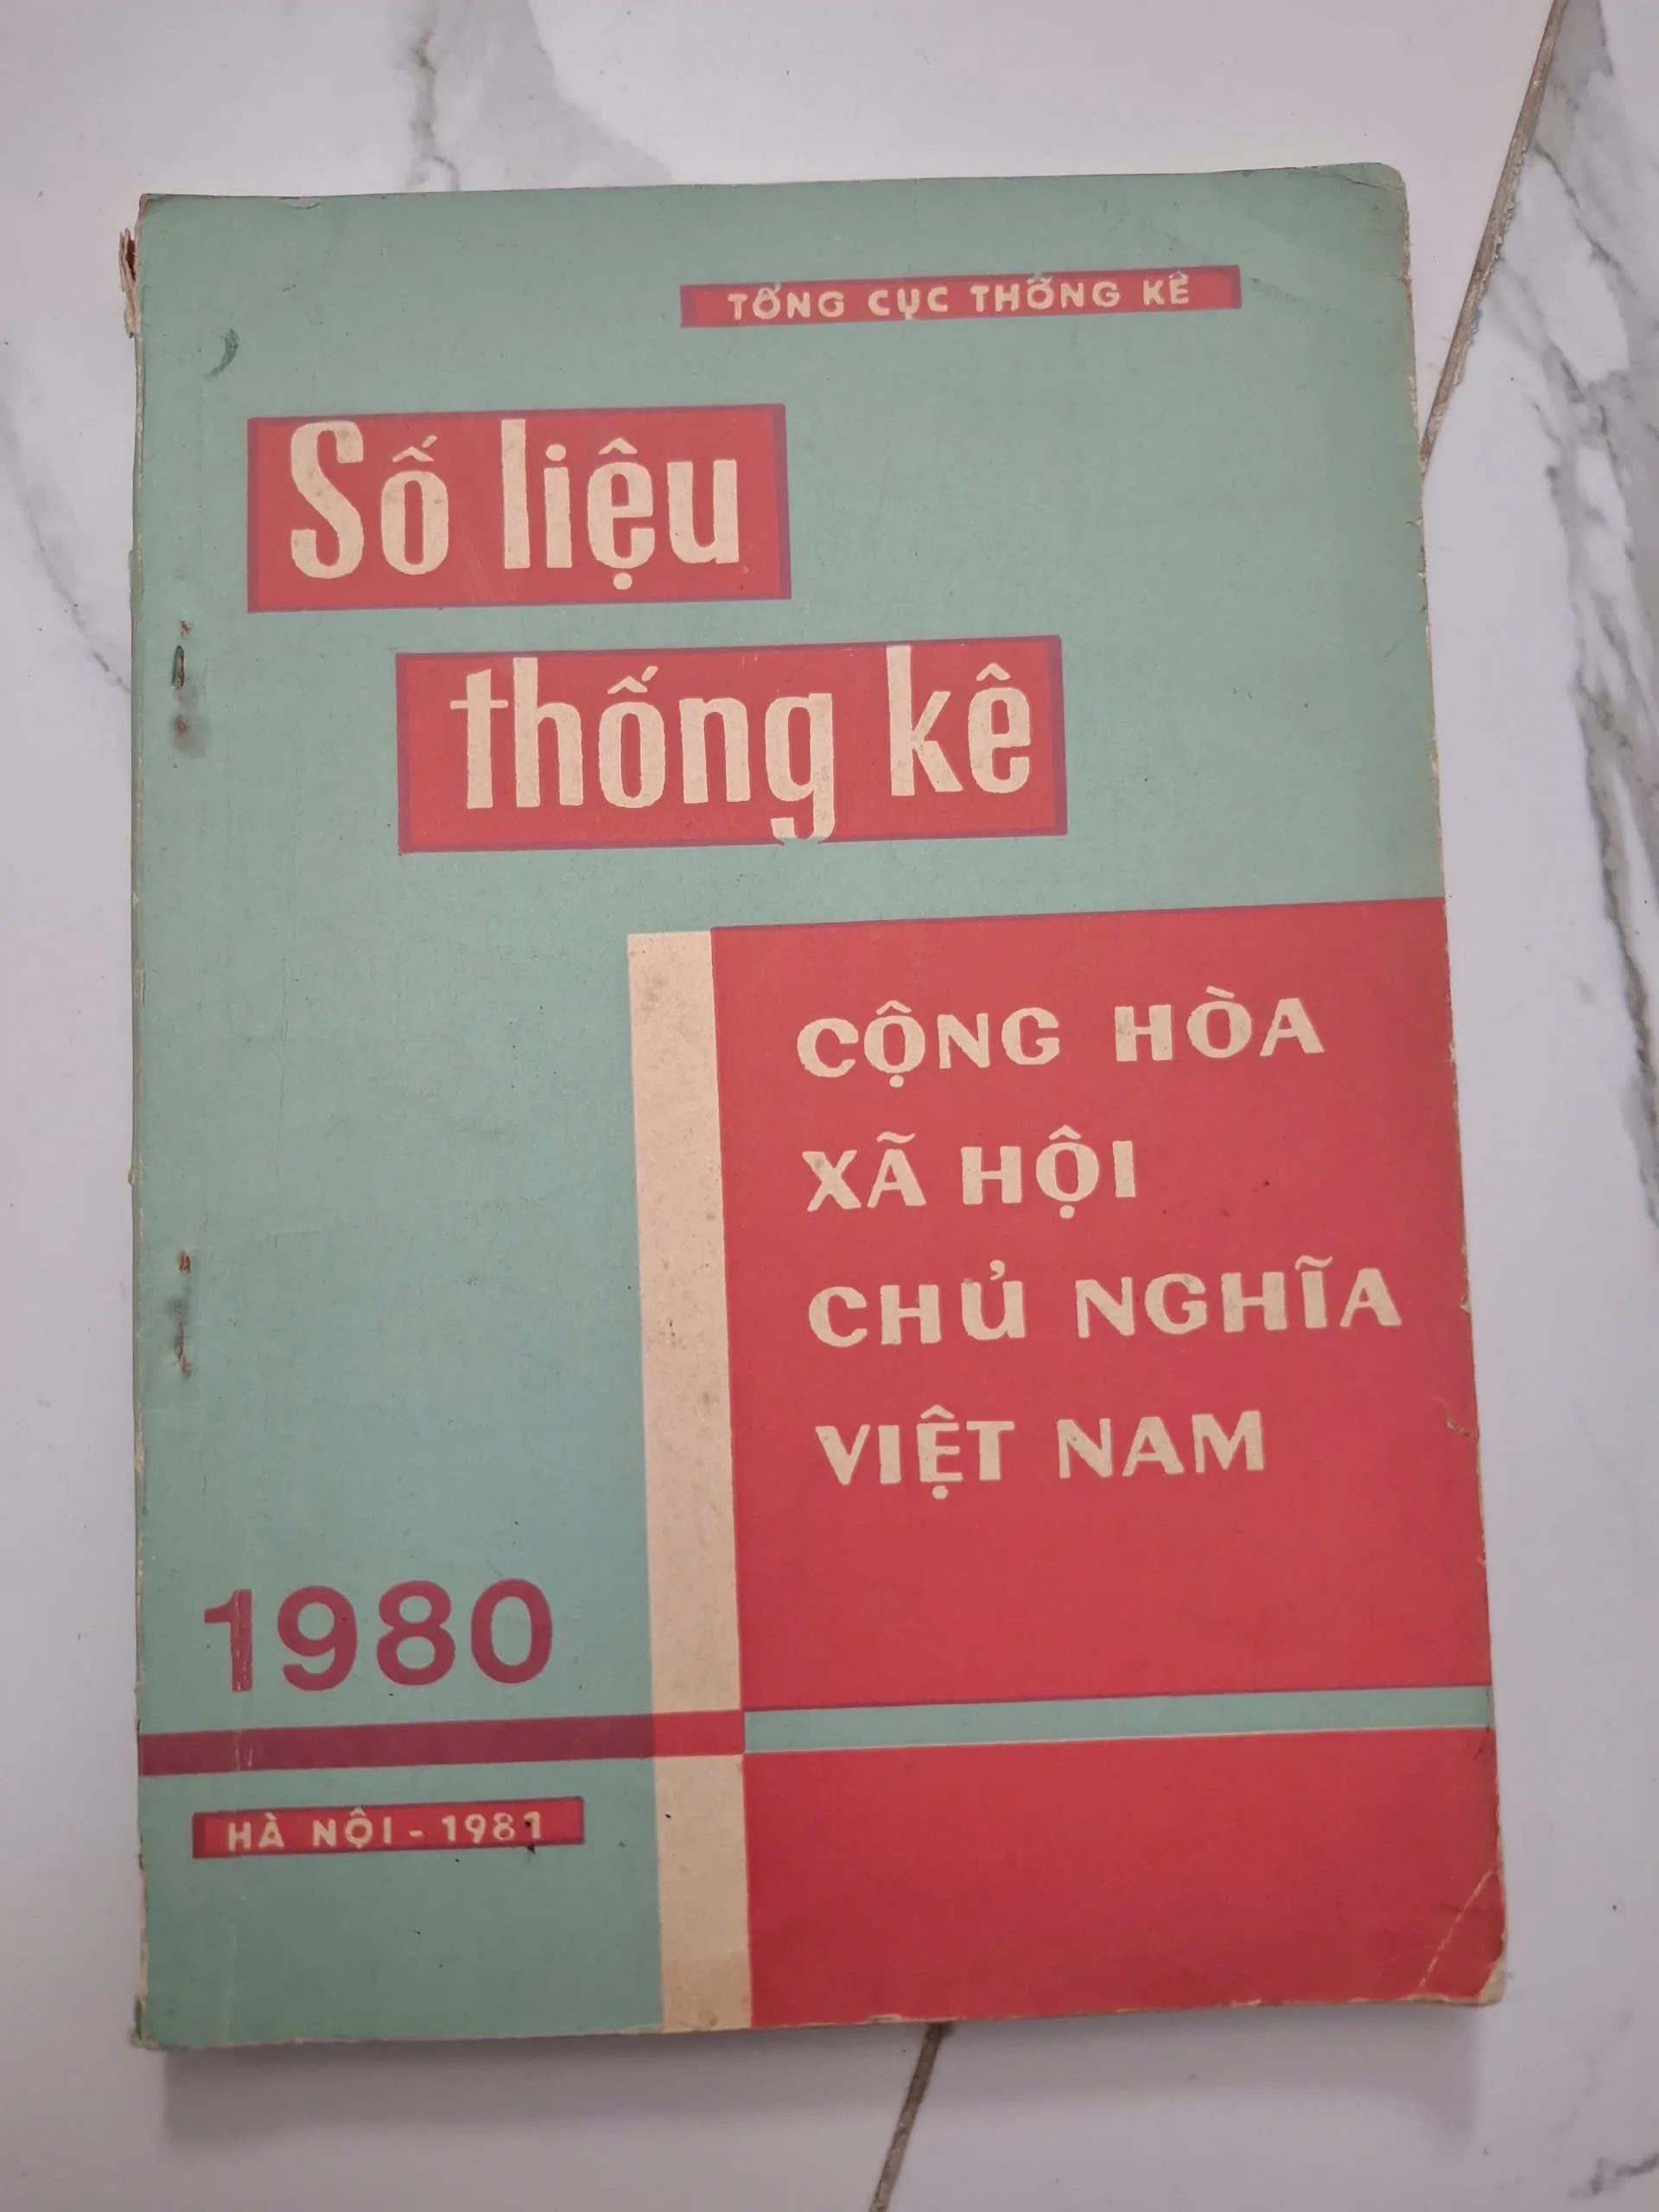 TỔNG CỤC THỐNG KÊ
Số liệu
thống kê
CỘNG HÒA
XÃ HỘI
CHỦ NGHĨA
VIỆT NAM
1980
HÀ NỘI - 1981